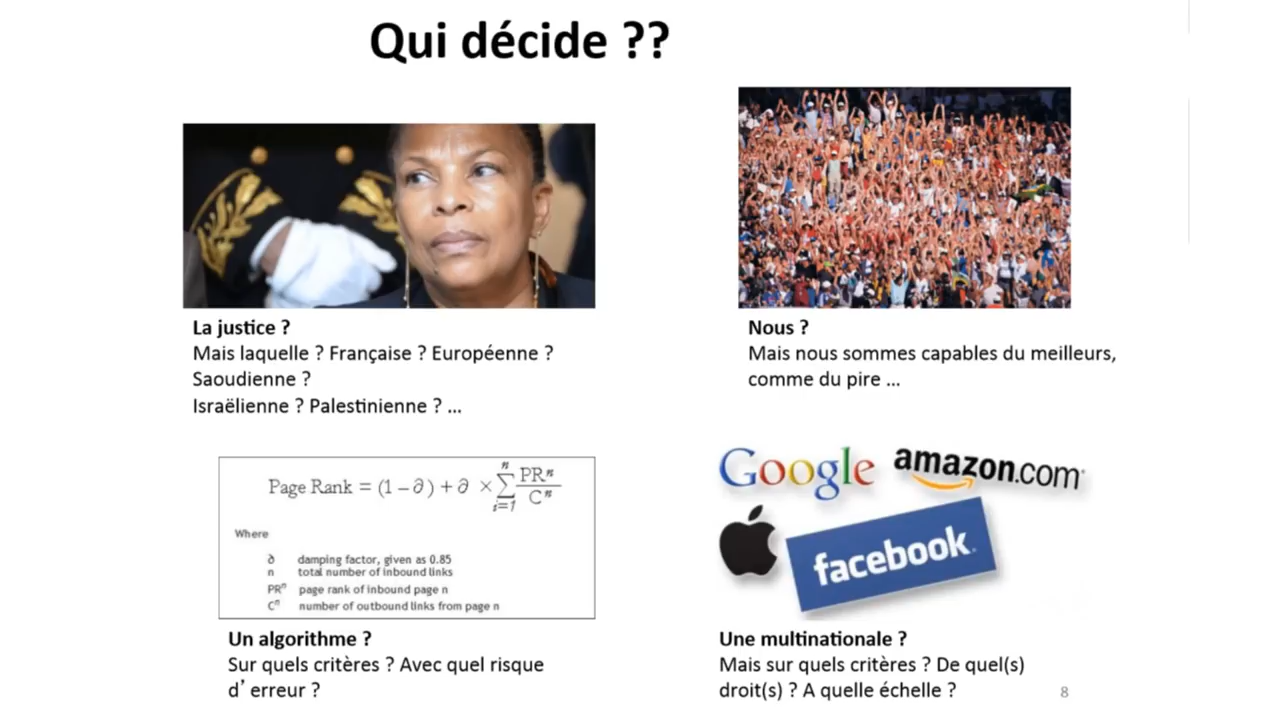 Qui décide ??
La justice ?
Mais laquelle ? Française ? Européenne ?
Saoudienne ?
Israëlienne ? Palestinienne ? ...
Nous ?
Mais nous sommes capables du meilleurs,
comme du pire ...
Page Rank = (1 – ∂ ) + ∂ × n ∑ i=1 PRⁿ / Cⁿ
Where
∂ damping factor, given as 0.85
n total number of inbound links
PRⁿ page rank of inbound page n
Cⁿ number of outbound links from page n
Un algorithme ?
Sur quels critères ? Avec quel risque
d’erreur ?
Google
amazon.com
facebook
Une multinationale ?
Mais sur quels critères ? De quel(s)
droit(s) ? A quelle échelle ?
8